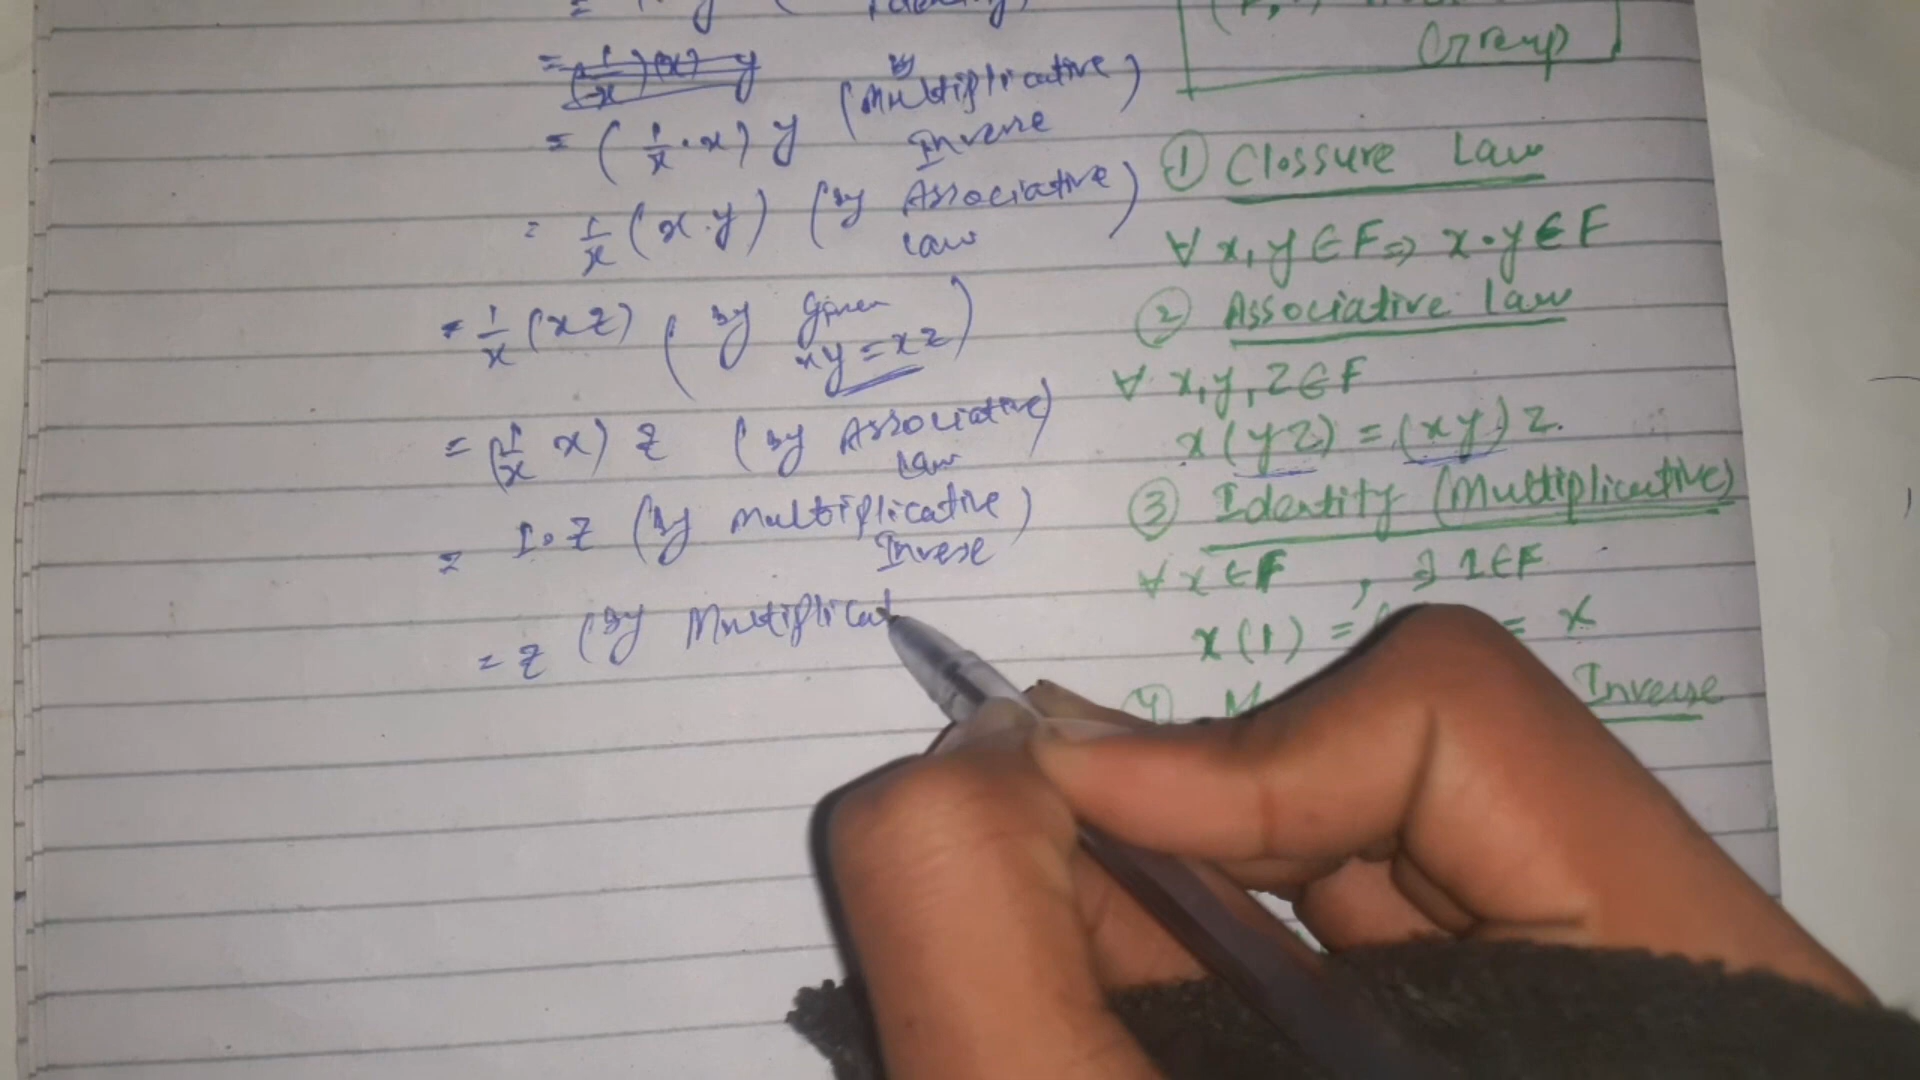 = (1/x)(x) y
(by Multiplicative)
= (1/x · x) y
Inverse
= 1/x (x·y) (by Associative)
Law
= 1/x (xz) (by given)
xy = xz
= (1/x x) z (by Associative)
Law
= 1·z (by multiplicative)
Inverse
= z (by Multiplicat
Group
① Clossure Law
∀ x, y ∈ F ⇒ x·y ∈ F
② Associative Law
∀ x, y, z ∈ F
x(yz) = (xy)z.
③ Identity (Multiplicative)
∀ x ∈ F, ∃ 1 ∈ F
x(1) = = x
④ M Inverse